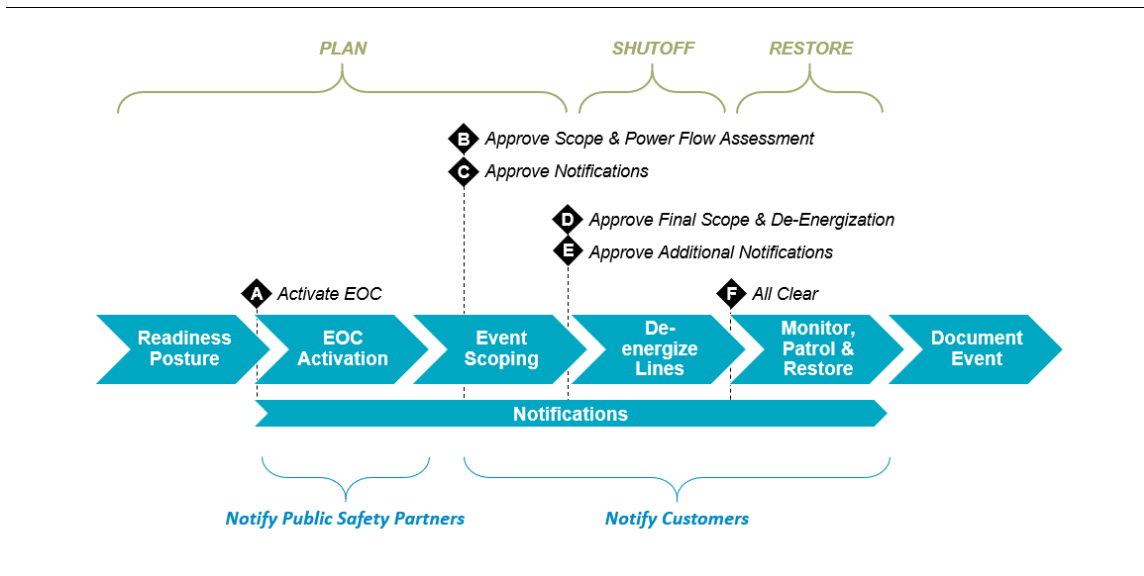 PLAN
SHUTOFF
RESTORE
B Approve Scope & Power Flow Assessment
C Approve Notifications
D Approve Final Scope & De-Energization
E Approve Additional Notifications
A Activate EOC
F All Clear
Readiness
Posture
EOC
Activation
Event
Scoping
De-
energize
Lines
Monitor,
Patrol &
Restore
Document
Event
Notifications
Notify Public Safety Partners
Notify Customers